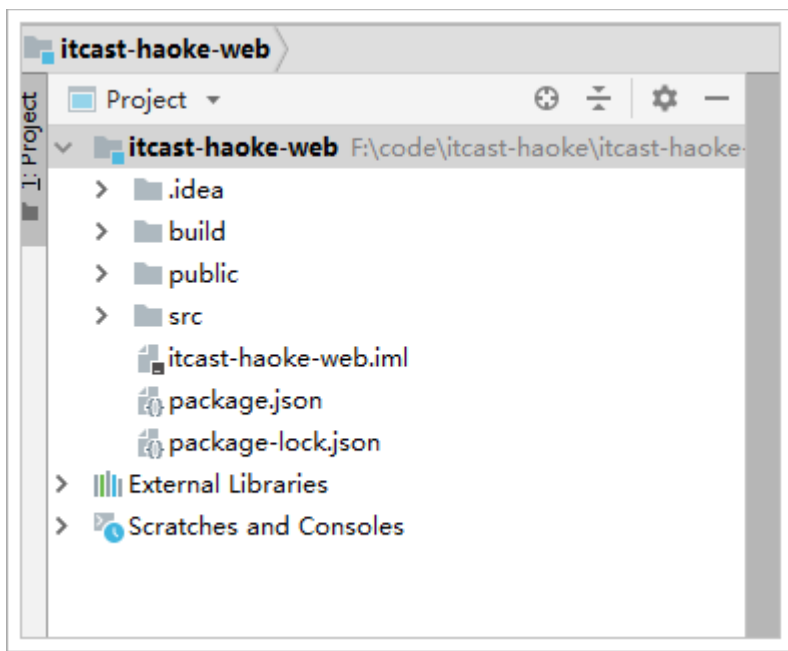 itcast-haoke-web
1: Project
Project
itcast-haoke-web F:\code\itcast-haoke\itcast-haoke-
.idea
build
public
src
itcast-haoke-web.iml
package.json
package-lock.json
External Libraries
Scratches and Consoles